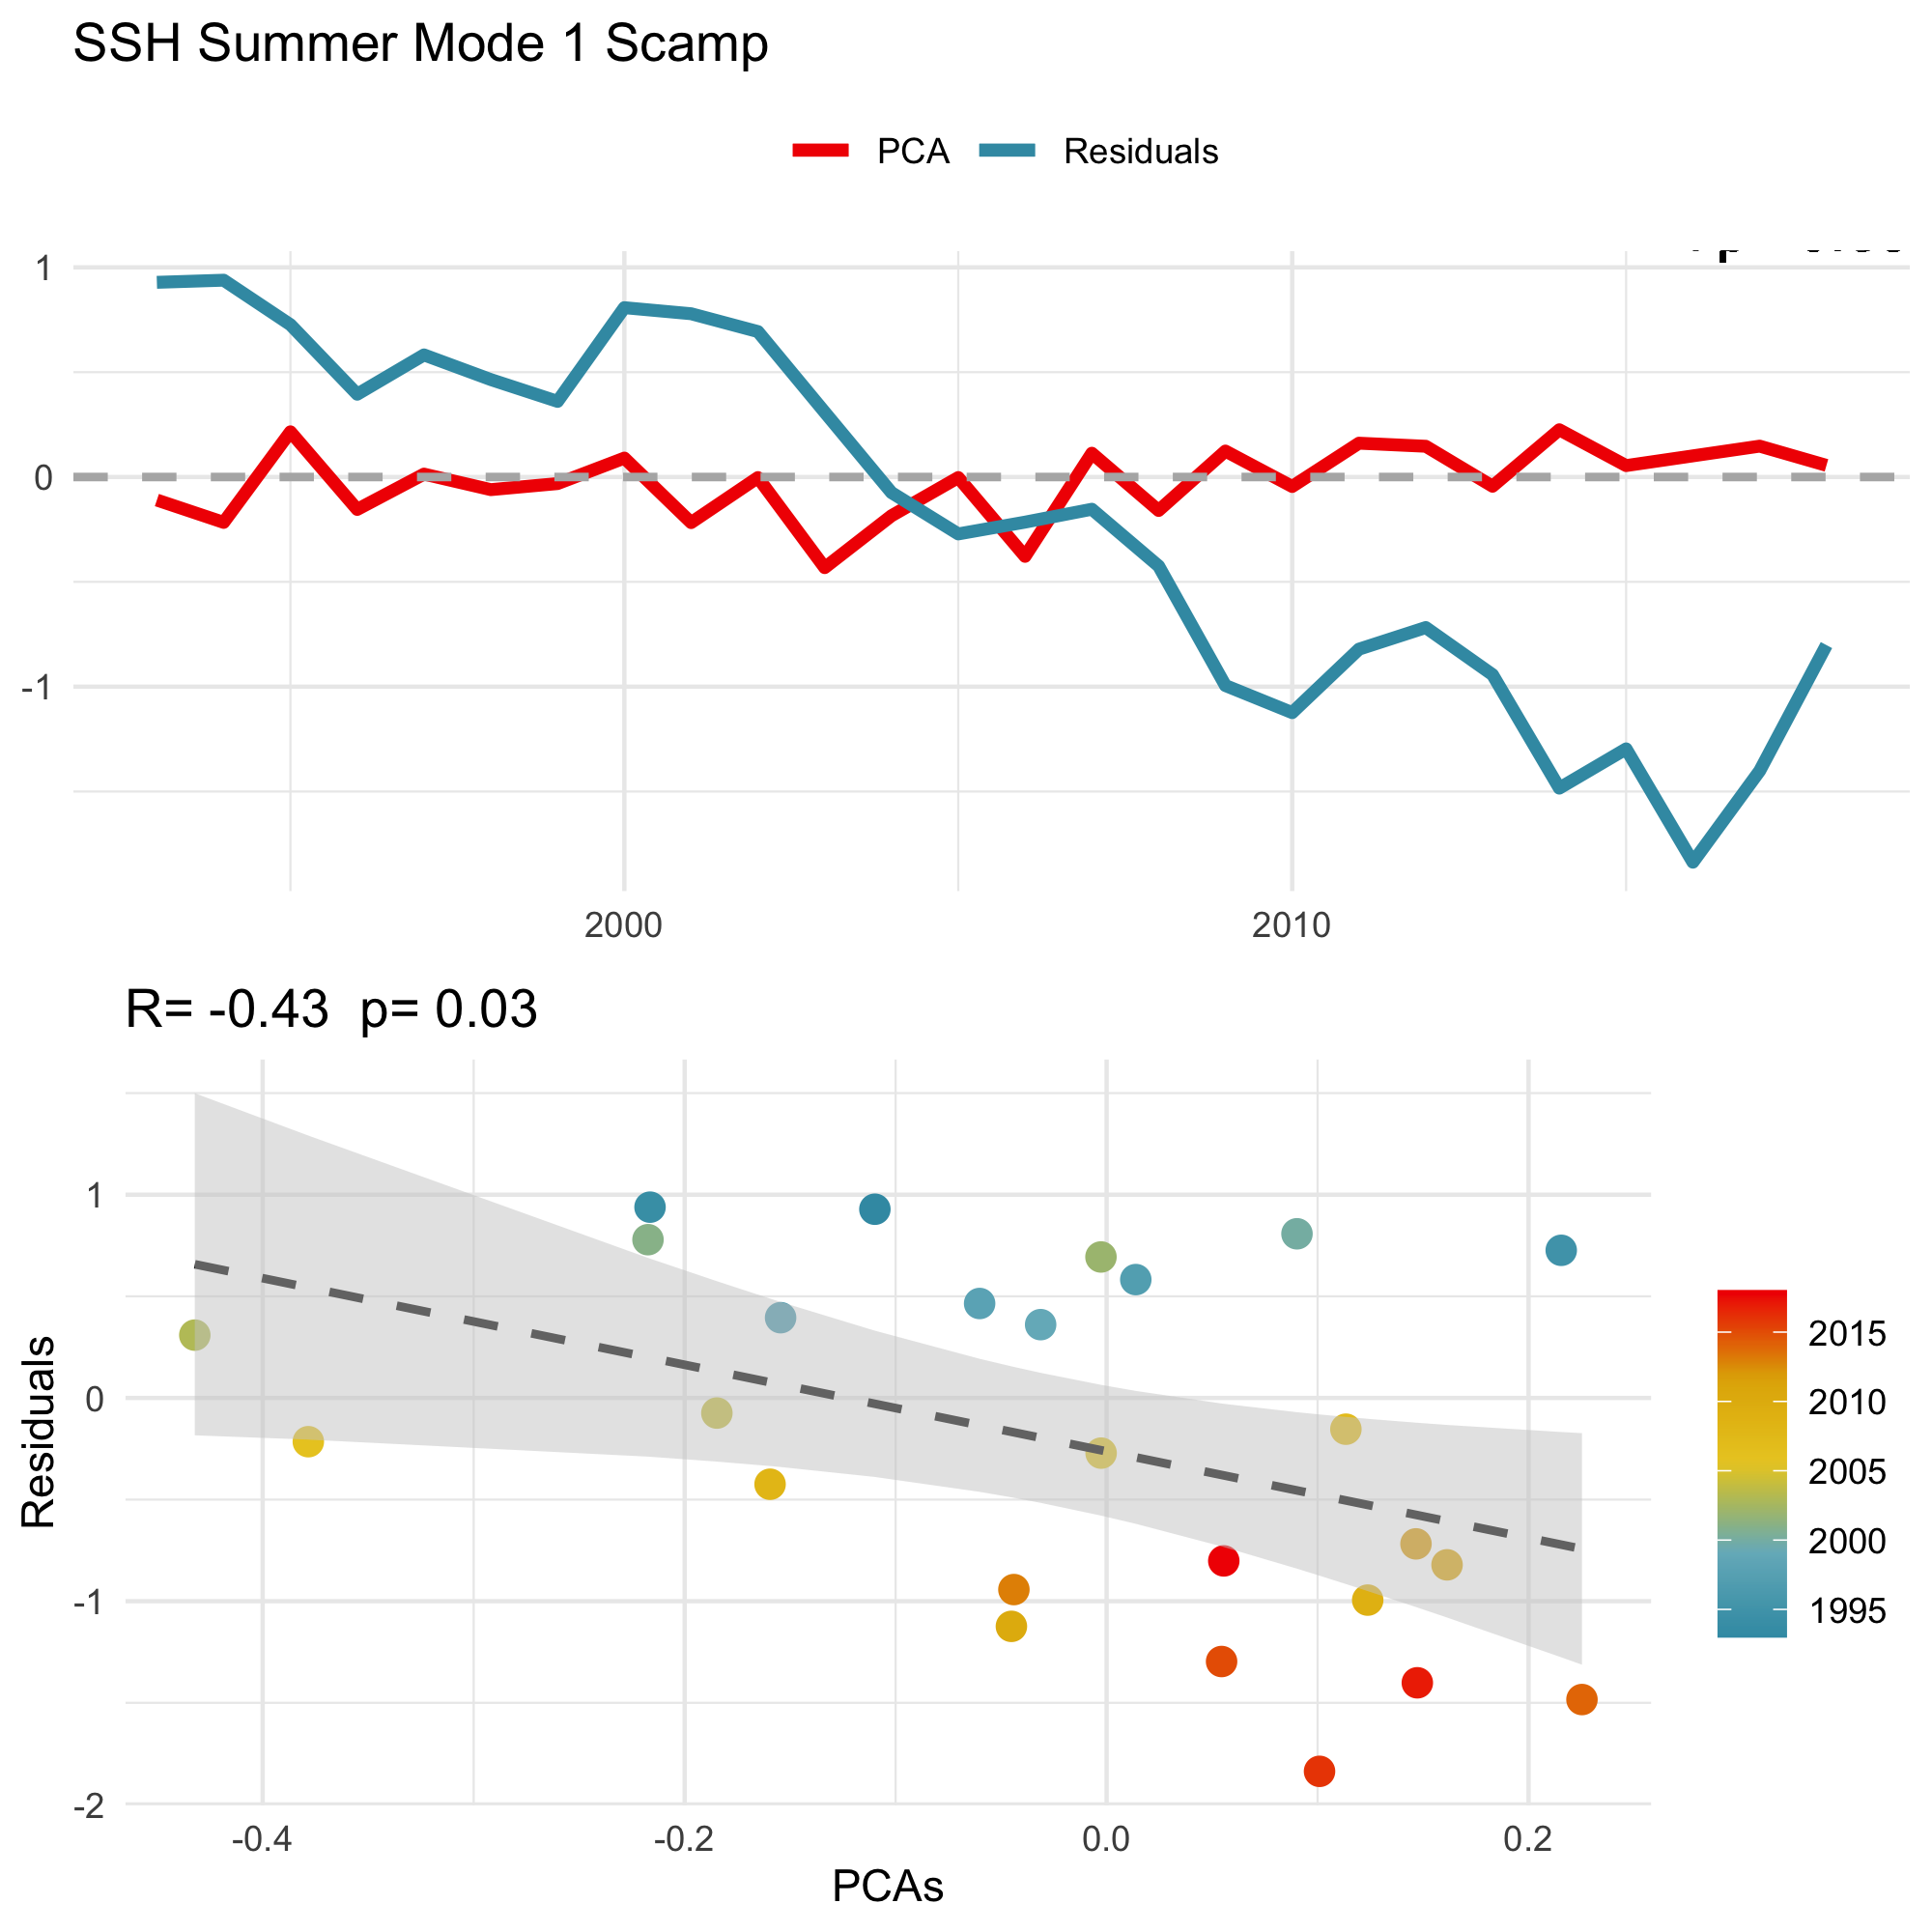 SSH Summer Mode 1 Scamp
PCA Residuals
1
0
-1
2000 2010
R= -0.43 p= 0.03
Residuals
1
0
-1
-2
-0.4 -0.2 0.0 0.2
PCAs
2015
2010
2005
2000
1995